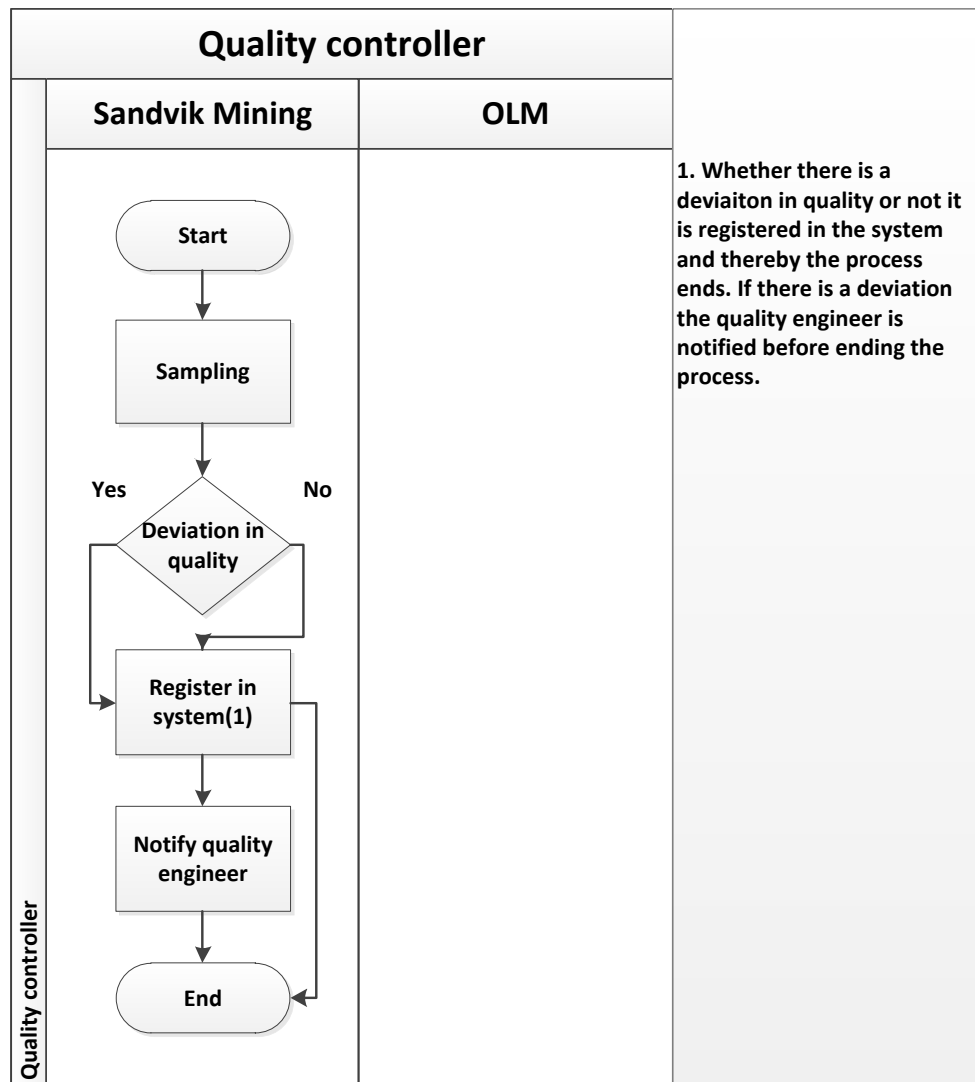 Quality controller
Sandvik Mining
OLM
Start
Sampling
Yes
No
Deviation in
quality
Register in
system(1)
Notify quality
engineer
End
Quality controller
1. Whether there is a
deviaiton in quality or not it
is registered in the system
and thereby the process
ends. If there is a deviation
the quality engineer is
notified before ending the
process.